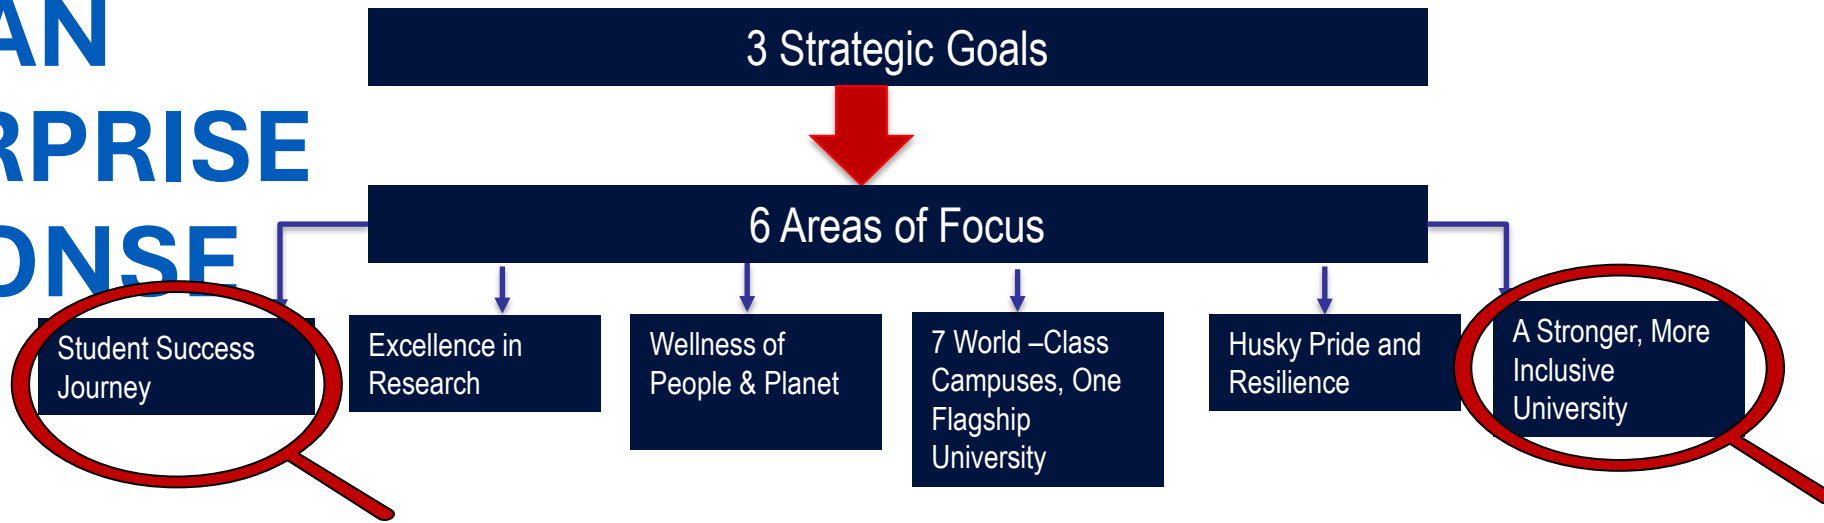 AN
RPRISE
ONSE
3 Strategic Goals
6 Areas of Focus
Student Success
Journey
Excellence in
Research
Wellness of
People & Planet
7 World –Class
Campuses, One
Flagship
University
Husky Pride and
Resilience
A Stronger, More
Inclusive
University